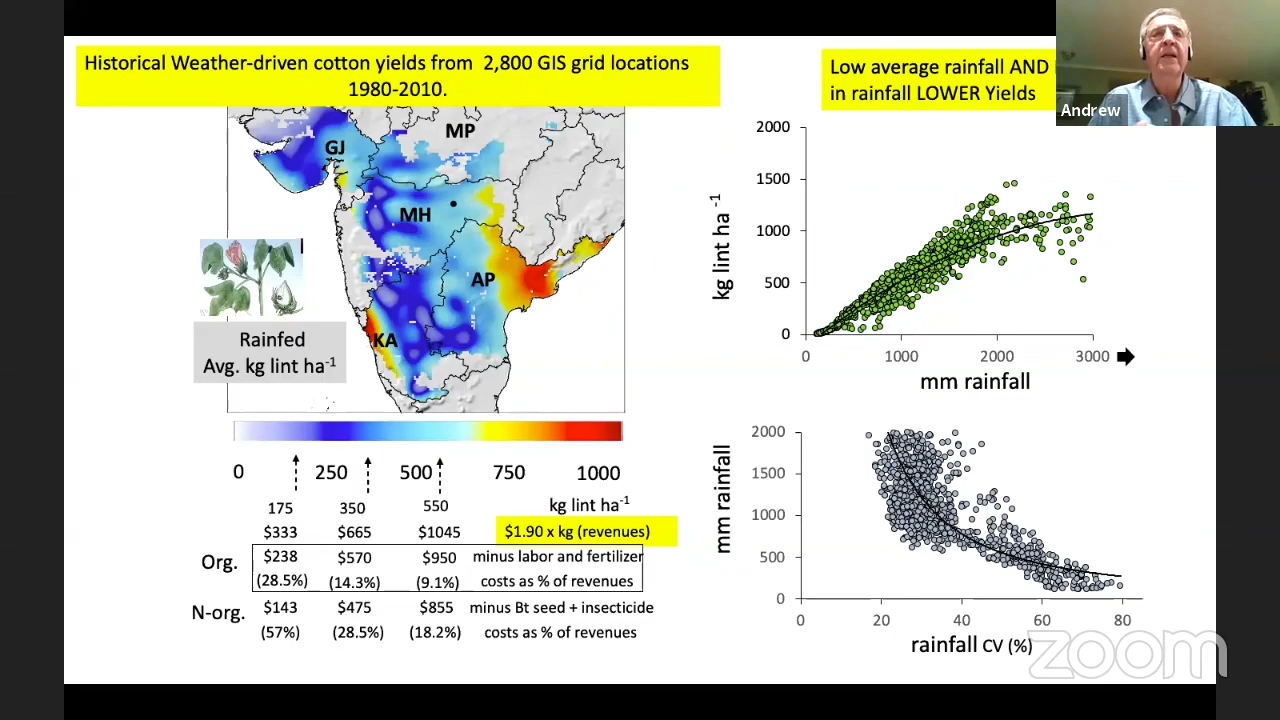 Historical Weather-driven cotton yields from 2,800 GIS grid locations
1980-2010.
MP
GJ
MH
AP
KA
Rainfed
Avg. kg lint ha-1
0 250 500 750 1000
175 350 550 kg lint ha-1
$333 $665 $1045 $1.90 x kg (revenues)
Org. $238 $570 $950 minus labor and fertilizer
(28.5%) (14.3%) (9.1%) costs as % of revenues
N-org. $143 $475 $855 minus Bt seed + insecticide
(57%) (28.5%) (18.2%) costs as % of revenues
Low average rainfall AND
in rainfall LOWER Yields
Andrew
2000
1500
1000
500
0
kg lint ha-1
0 1000 2000 3000
mm rainfall
2000
1500
1000
500
0
mm rainfall
0 20 40 60 80
rainfall CV (%)
zoom